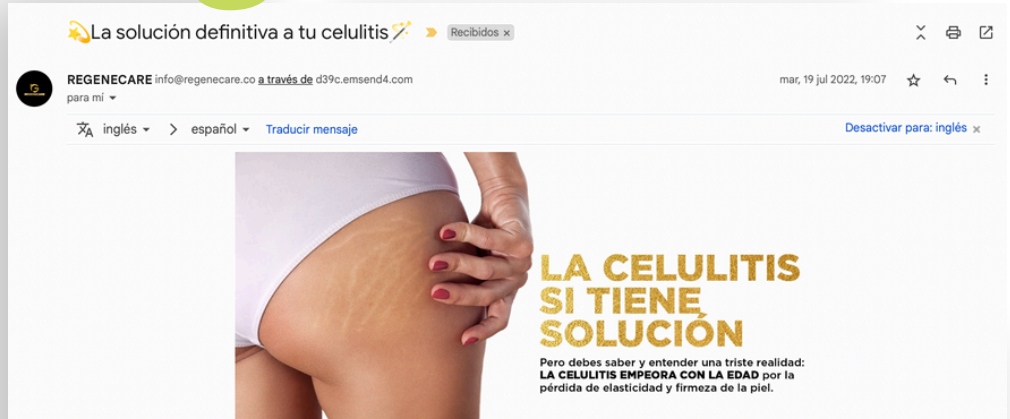 💫La solución definitiva a tu celulitis🪄 Recibidos ×
REGENECARE info@regenecare.co a través de d39c.emsend4.com mar, 19 jul 2022, 19:07
para mí
inglés > español Traducir mensaje Desactivar para: inglés ×
LA CELULITIS
SI TIENE
SOLUCIÓN
Pero debes saber y entender una triste realidad:
LA CELULITIS EMPEORA CON LA EDAD por la
pérdida de elasticidad y firmeza de la piel.